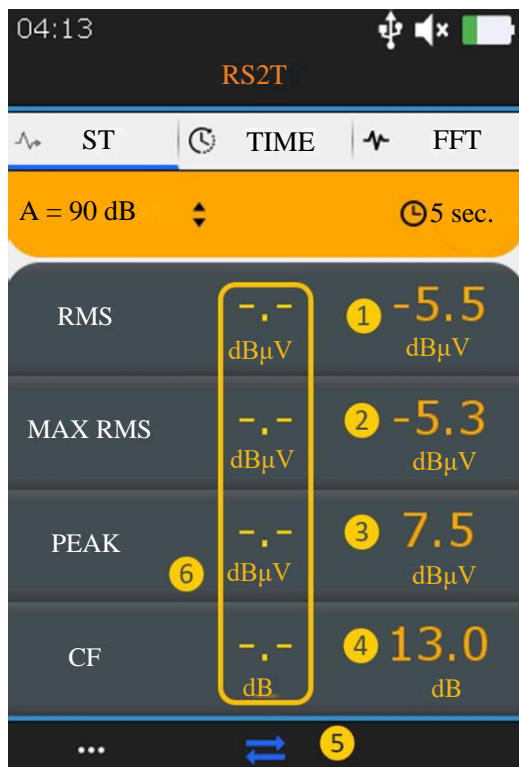 04:13
RS2T
ST TIME FFT
A = 90 dB 5 sec.
RMS -.- dBµV 1 -5.5 dBµV
MAX RMS -.- dBµV 2 -5.3 dBµV
PEAK 6 -.- dBµV 3 7.5 dBµV
CF -.- dB 4 13.0 dB
... 5